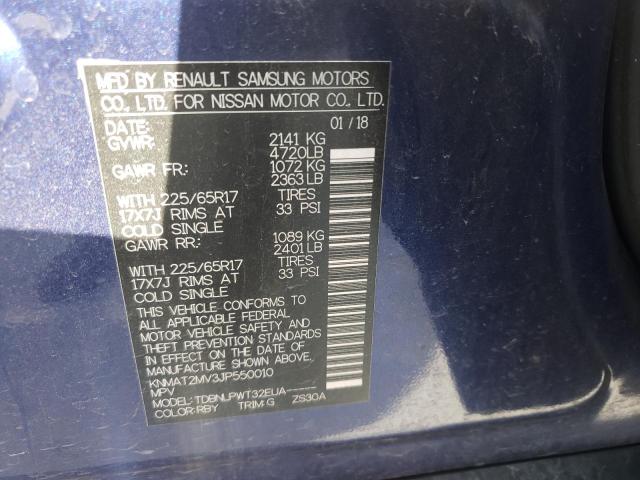 MFD BY RENAULT SAMSUNG MOTORS
CO., LTD. FOR NISSAN MOTOR CO., LTD.
DATE: 01/18
GVWR: 2141 KG
4720LB
GAWR FR: 1072 KG
2363LB
WITH 225/65R17 TIRES
17X7J RIMS AT 33 PSI
COLD SINGLE
GAWR RR: 1089 KG
2401LB
WITH 225/65R17 TIRES
17X7J RIMS AT 33 PSI
COLD SINGLE
THIS VEHICLE CONFORMS TO
ALL APPLICABLE FEDERAL
MOTOR VEHICLE SAFETY AND
THEFT PREVENTION STANDARDS
IN EFFECT ON THE DATE OF
MANUFACTURE SHOWN ABOVE.
KNMAT2MV3JP550010
MPV
MODEL: TDBNLPWT32EUA-----
COLOR:RBY TRIM:G ZS30A